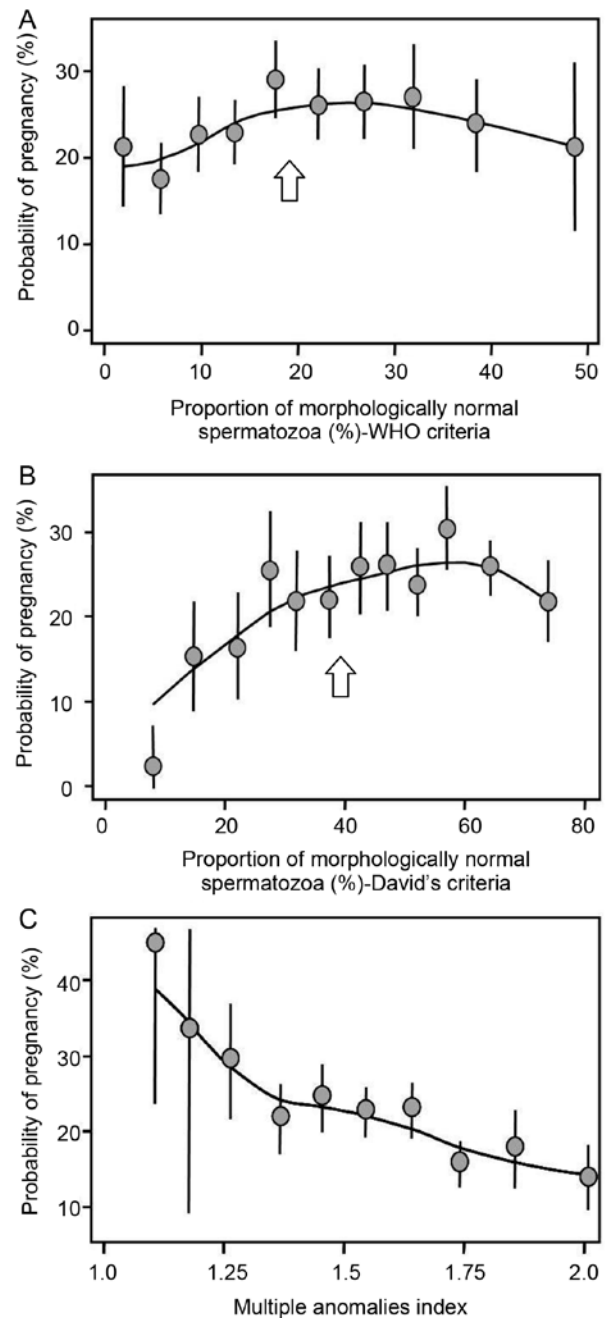 A
Probability of pregnancy (%)
30
20
10
0
0 10 20 30 40 50
Proportion of morphologically normal
spermatozoa (%)-WHO criteria
B
Probability of pregnancy (%)
30
20
10
0
0 20 40 60 80
Proportion of morphologically normal
spermatozoa (%)-David's criteria
C
Probability of pregnancy (%)
40
30
20
10
1.0 1.25 1.5 1.75 2.0
Multiple anomalies index